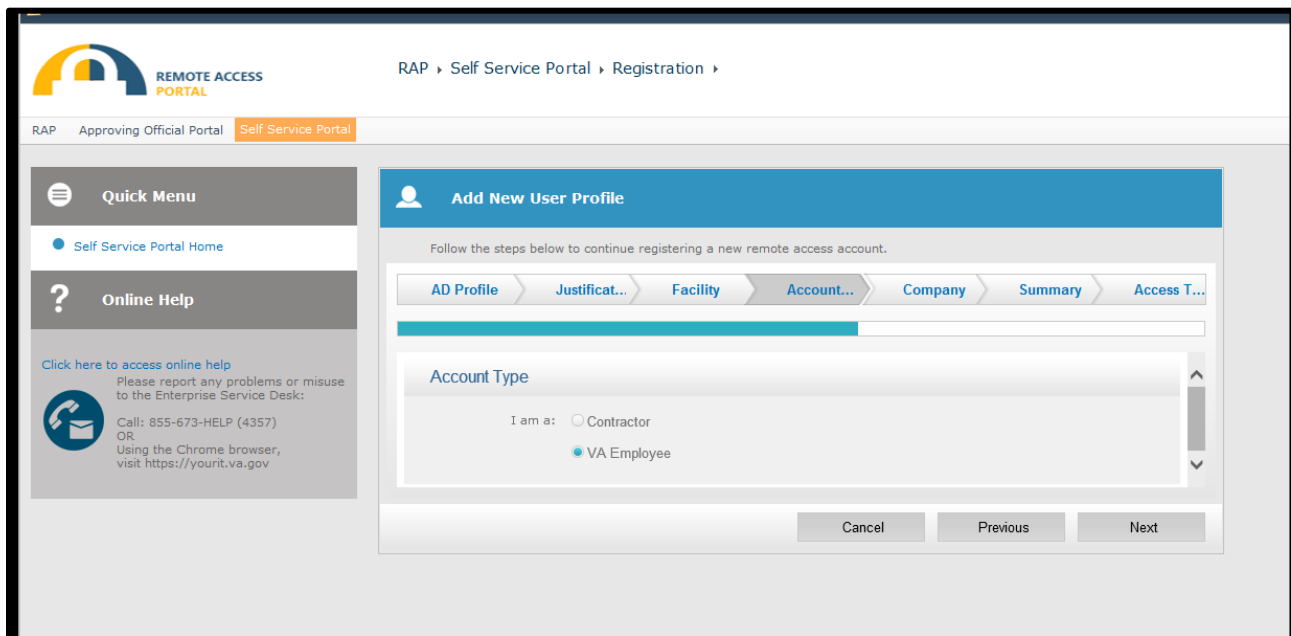 REMOTE ACCESS
PORTAL
RAP ▸ Self Service Portal ▸ Registration ▸
RAP Approving Official Portal Self Service Portal
Quick Menu
Self Service Portal Home
? Online Help
Click here to access online help
Please report any problems or misuse
to the Enterprise Service Desk:
Call: 855-673-HELP (4357)
OR
Using the Chrome browser,
visit https://yourit.va.gov
Add New User Profile
Follow the steps below to continue registering a new remote access account.
AD Profile Justificat... Facility Account... Company Summary Access T...
Account Type
I am a: Contractor
VA Employee
Cancel Previous Next